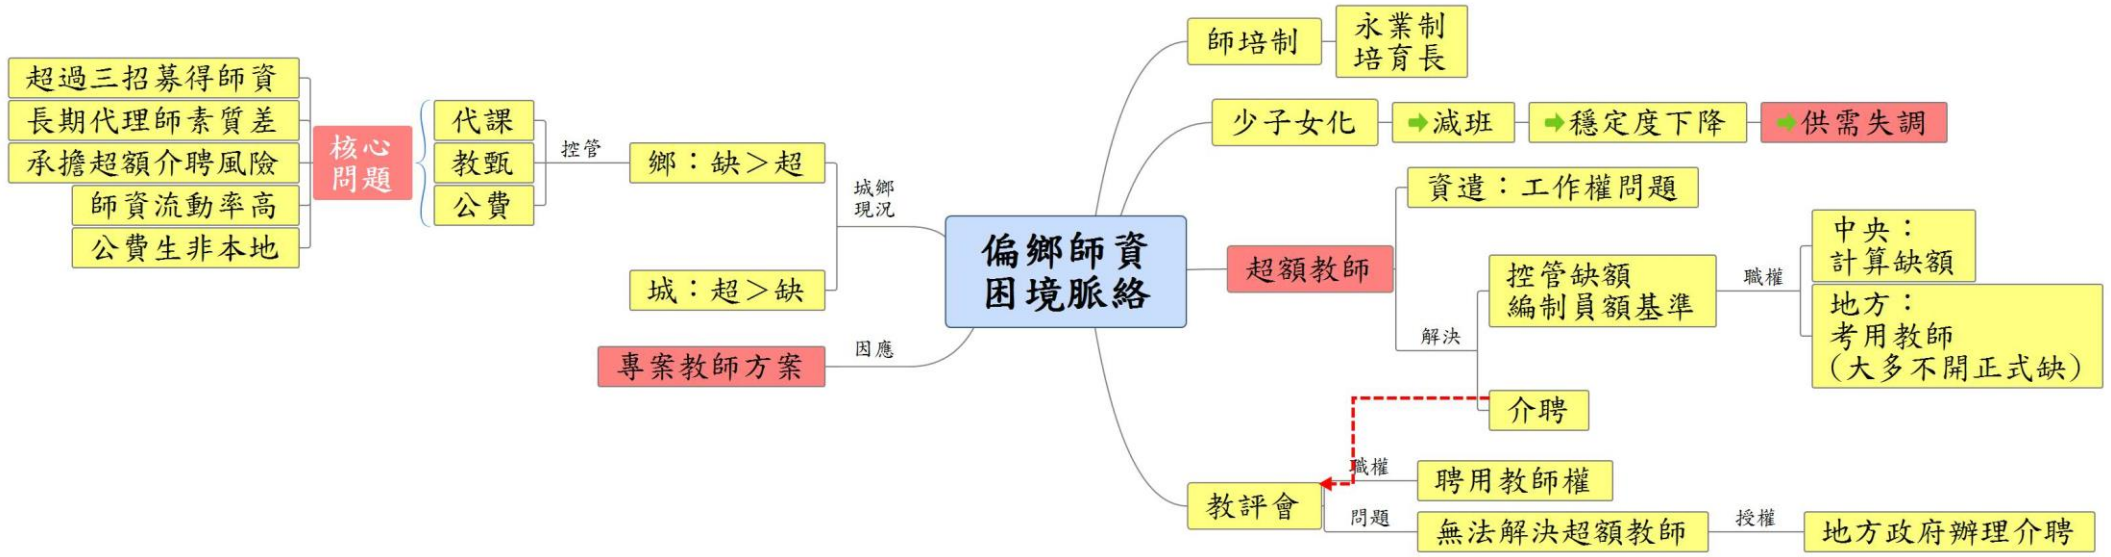 偏鄉師資
困境脈絡
師培制
永業制
培育長
少子女化
減班
穩定度下降
供需失調
超額教師
資遣：工作權問題
解決
控管缺額
編制員額基準
職權
中央：
計算缺額
地方：
考用教師
（大多不開正式缺）
介聘
教評會
職權
聘用教師權
問題
無法解決超額教師
授權
地方政府辦理介聘
城鄉
現況
鄉：缺＞超
控管
代課
教甄
公費
核心
問題
超過三招募得師資
長期代理師素質差
承擔超額介聘風險
師資流動率高
公費生非本地
城：超＞缺
因應
專案教師方案